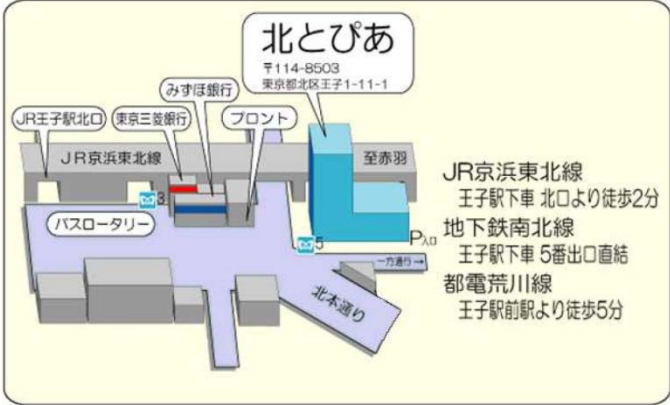 北とぴあ
〒114-8503
東京都北区王子1-11-1
みずほ銀行
JR王子駅北口
東京三菱銀行
プロント
JR京浜東北線
至赤羽
3
バスロータリー
5
P入口
一方通行→
北本通り
JR京浜東北線
王子駅下車 北口より徒歩2分
地下鉄南北線
王子駅下車 5番出口直結
都電荒川線
王子駅前駅より徒歩5分